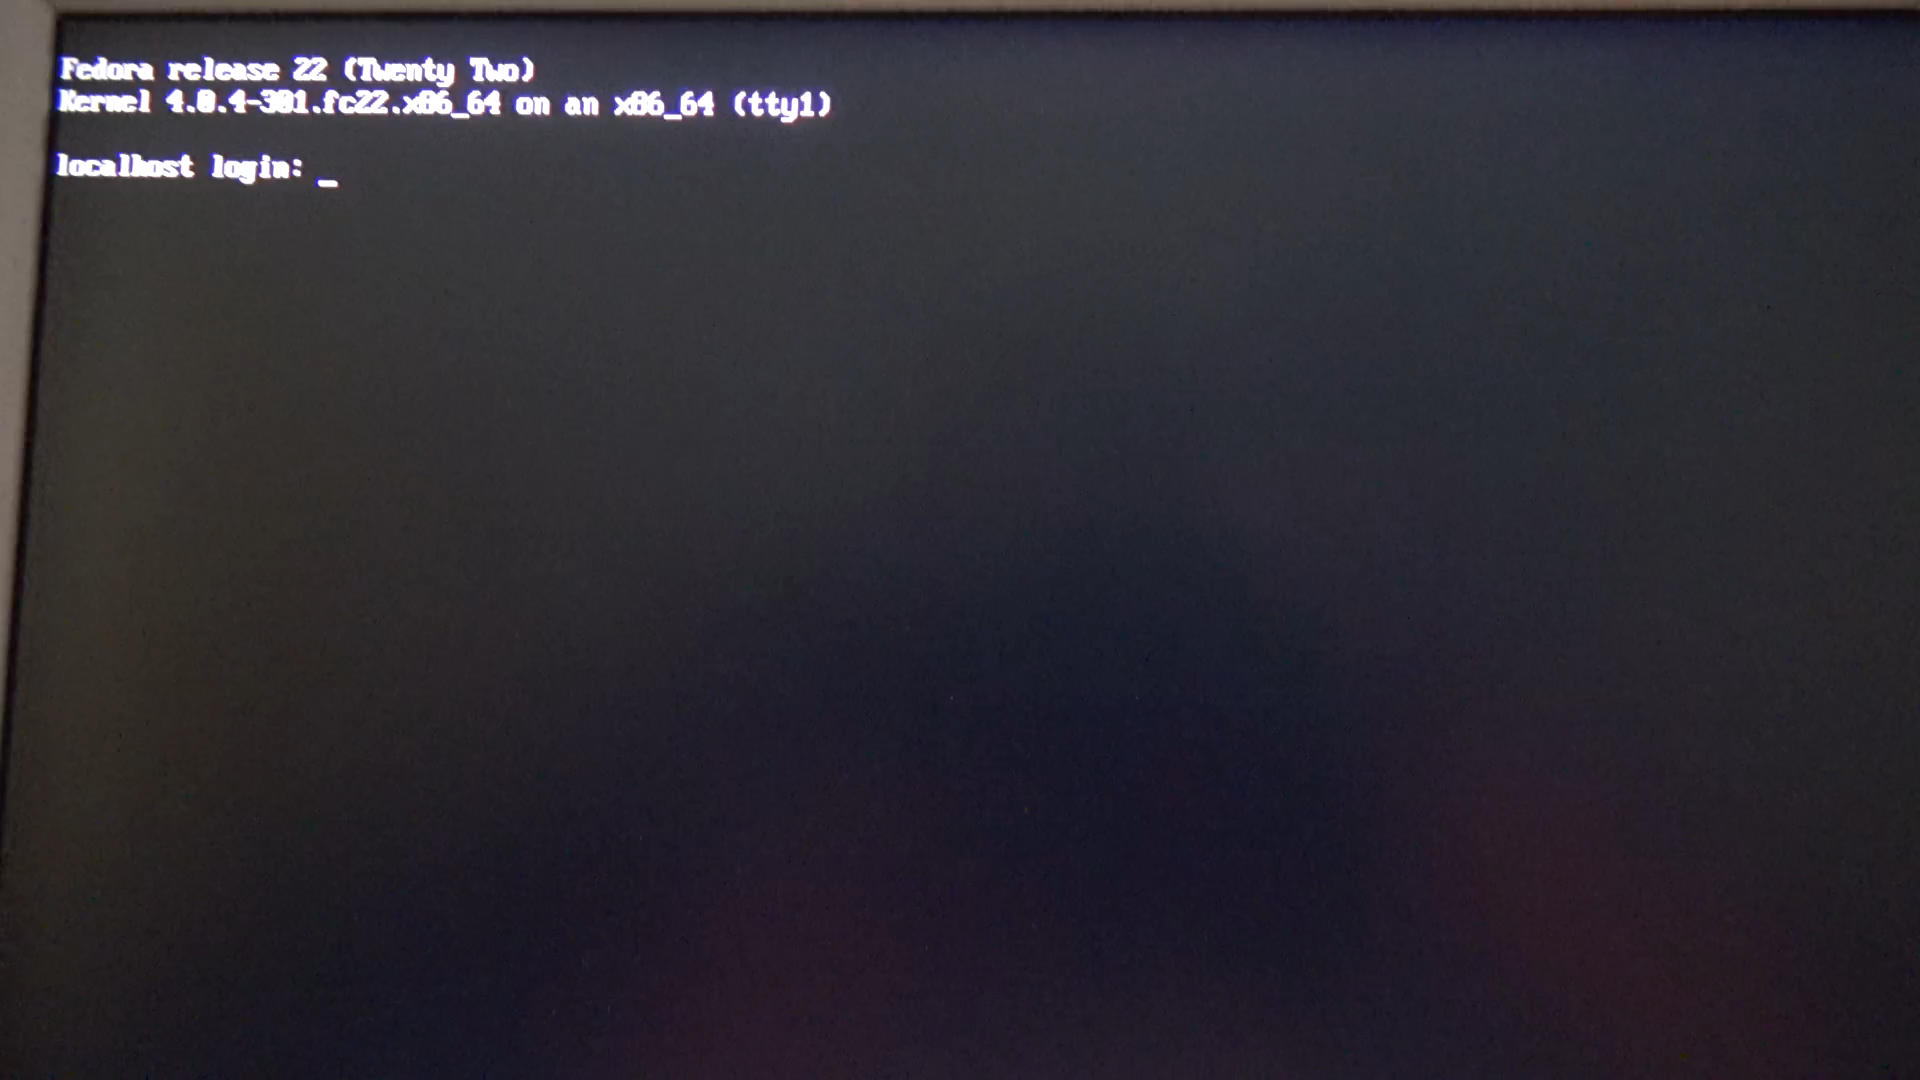 Fedora release 22 (Twenty Two)
Kernel 4.0.4-301.fc22.x86_64 on an x86_64 (tty1)
localhost login: _